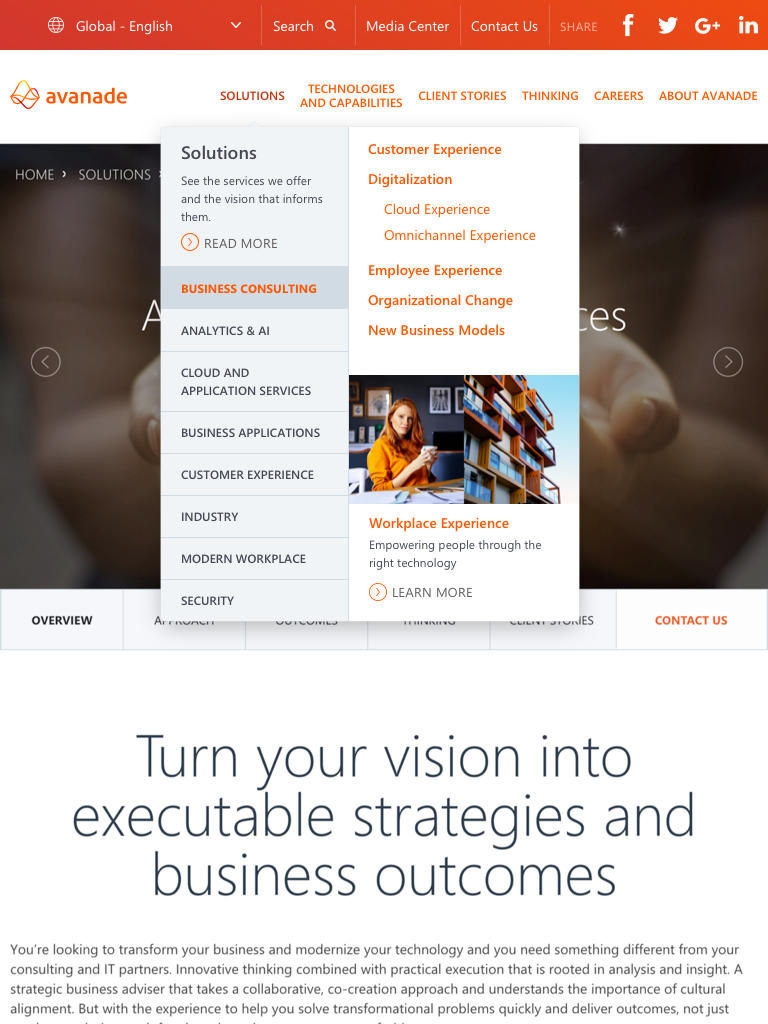 Global - English
Search
Media Center
Contact Us
SHARE
avanade
SOLUTIONS
TECHNOLOGIES
AND CAPABILITIES
CLIENT STORIES
THINKING
CAREERS
ABOUT AVANADE
HOME › SOLUTIONS ›
Solutions
See the services we offer
and the vision that informs
them.
READ MORE
BUSINESS CONSULTING
ANALYTICS & AI
CLOUD AND
APPLICATION SERVICES
BUSINESS APPLICATIONS
CUSTOMER EXPERIENCE
INDUSTRY
MODERN WORKPLACE
SECURITY
Customer Experience
Digitalization
Cloud Experience
Omnichannel Experience
Employee Experience
Organizational Change
New Business Models
Workplace Experience
Empowering people through the
right technology
LEARN MORE
OVERVIEW
APPROACH
OUTCOMES
THINKING
CLIENT STORIES
CONTACT US
Turn your vision into
executable strategies and
business outcomes
You're looking to transform your business and modernize your technology and you need something different from your
consulting and IT partners. Innovative thinking combined with practical execution that is rooted in analysis and insight. A
strategic business adviser that takes a collaborative, co-creation approach and understands the importance of cultural
alignment. But with the experience to help you solve transformational problems quickly and deliver outcomes, not just